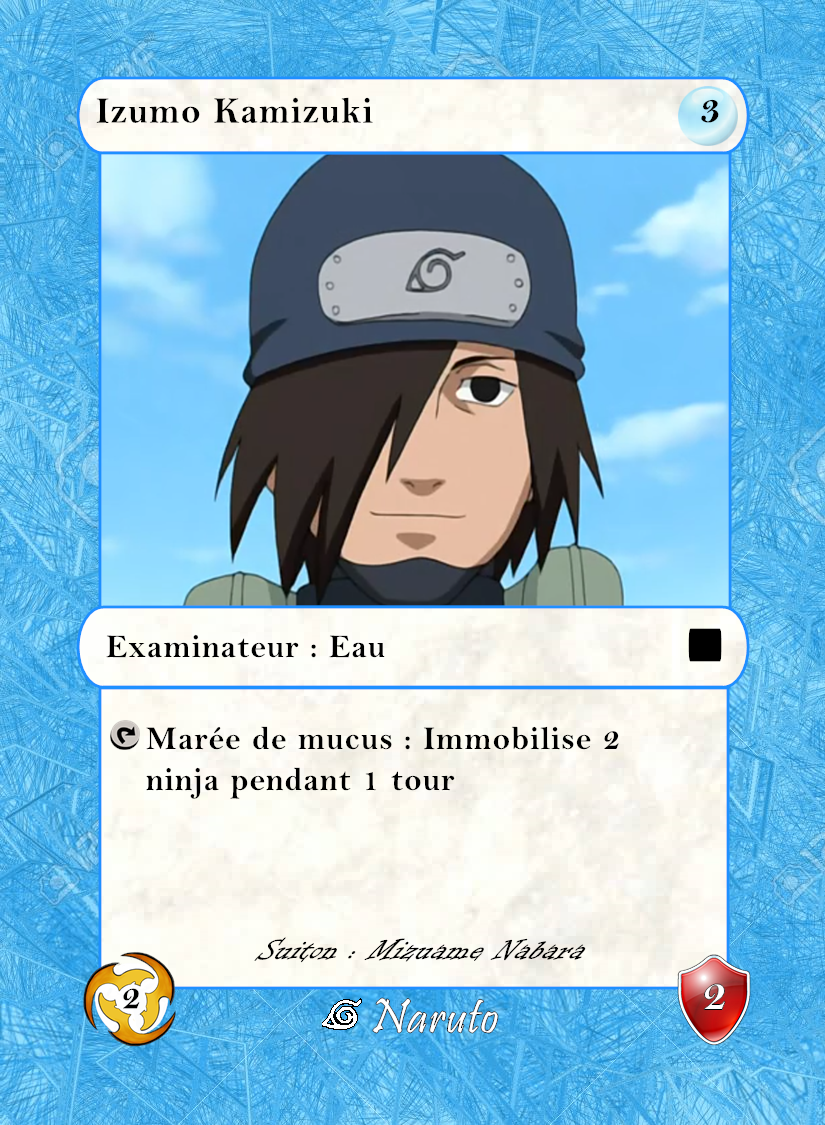 Izumo Kamizuki
3
Examinateur : Eau
Marée de mucus : Immobilise 2
ninja pendant 1 tour
Suiton : Mizuame Nabara
2
Naruto
2